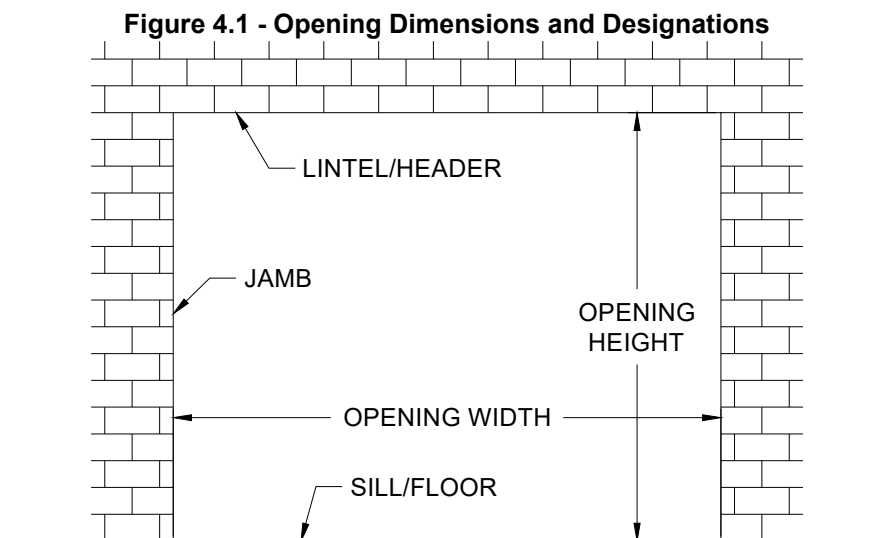 Figure 4.1 - Opening Dimensions and Designations
LINTEL/HEADER
JAMB
OPENING
HEIGHT
OPENING WIDTH
SILL/FLOOR